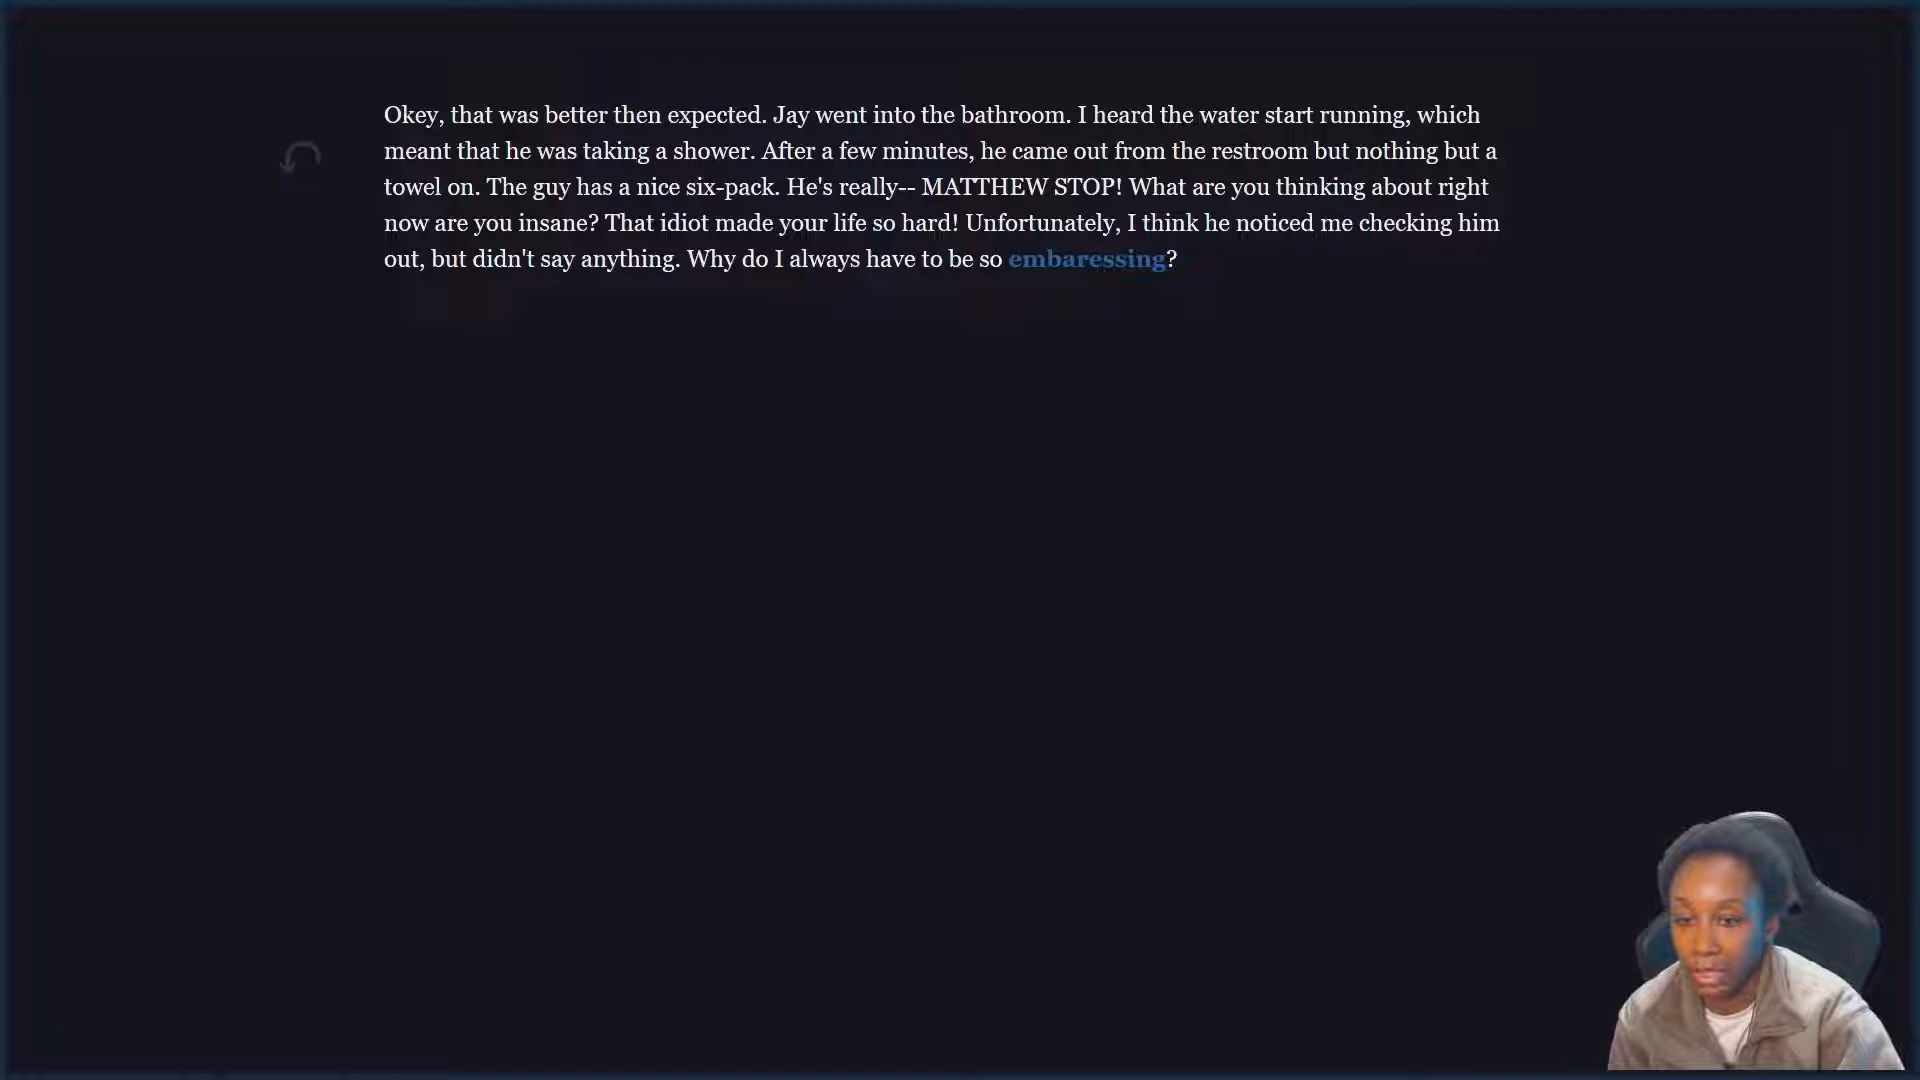 Okey, that was better then expected. Jay went into the bathroom. I heard the water start running, which
meant that he was taking a shower. After a few minutes, he came out from the restroom but nothing but a
towel on. The guy has a nice six-pack. He's really-- MATTHEW STOP! What are you thinking about right
now are you insane? That idiot made your life so hard! Unfortunately, I think he noticed me checking him
out, but didn't say anything. Why do I always have to be so embaressing?